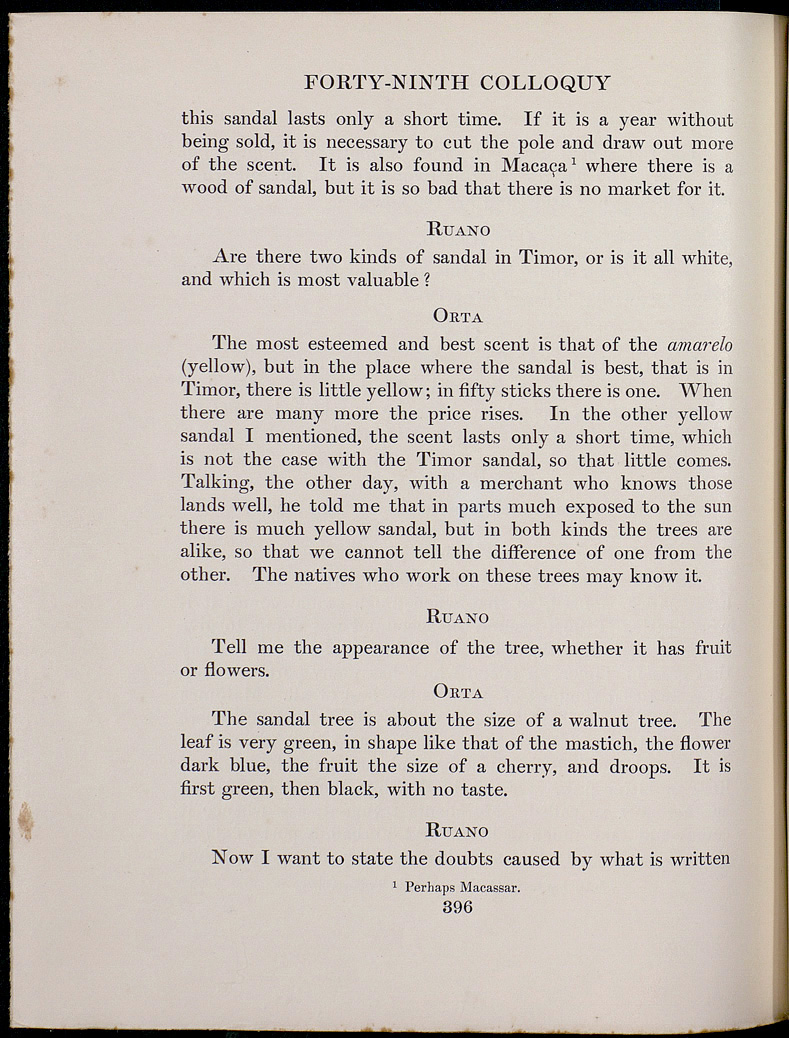 FORTY-NINTH COLLOQUY
this sandal lasts only a short time. If it is a year without
being sold, it is necessary to cut the pole and draw out more
of the scent. It is also found in Macaça¹ where there is a
wood of sandal, but it is so bad that there is no market for it.
RUANO
Are there two kinds of sandal in Timor, or is it all white,
and which is most valuable ?
ORTA
The most esteemed and best scent is that of the amarelo
(yellow), but in the place where the sandal is best, that is in
Timor, there is little yellow; in fifty sticks there is one. When
there are many more the price rises. In the other yellow
sandal I mentioned, the scent lasts only a short time, which
is not the case with the Timor sandal, so that little comes.
Talking, the other day, with a merchant who knows those
lands well, he told me that in parts much exposed to the sun
there is much yellow sandal, but in both kinds the trees are
alike, so that we cannot tell the difference of one from the
other. The natives who work on these trees may know it.
RUANO
Tell me the appearance of the tree, whether it has fruit
or flowers.
ORTA
The sandal tree is about the size of a walnut tree. The
leaf is very green, in shape like that of the mastich, the flower
dark blue, the fruit the size of a cherry, and droops. It is
first green, then black, with no taste.
RUANO
Now I want to state the doubts caused by what is written
¹ Perhaps Macassar.
396